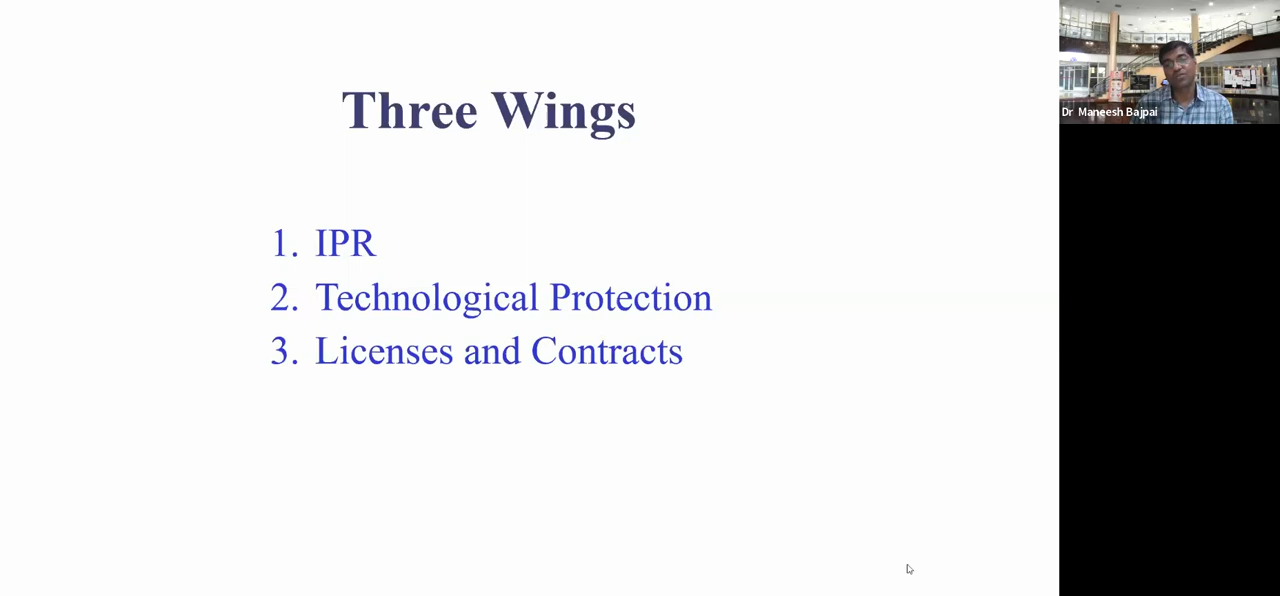 Three Wings
1. IPR
2. Technological Protection
3. Licenses and Contracts
Dr Maneesh Bajpai